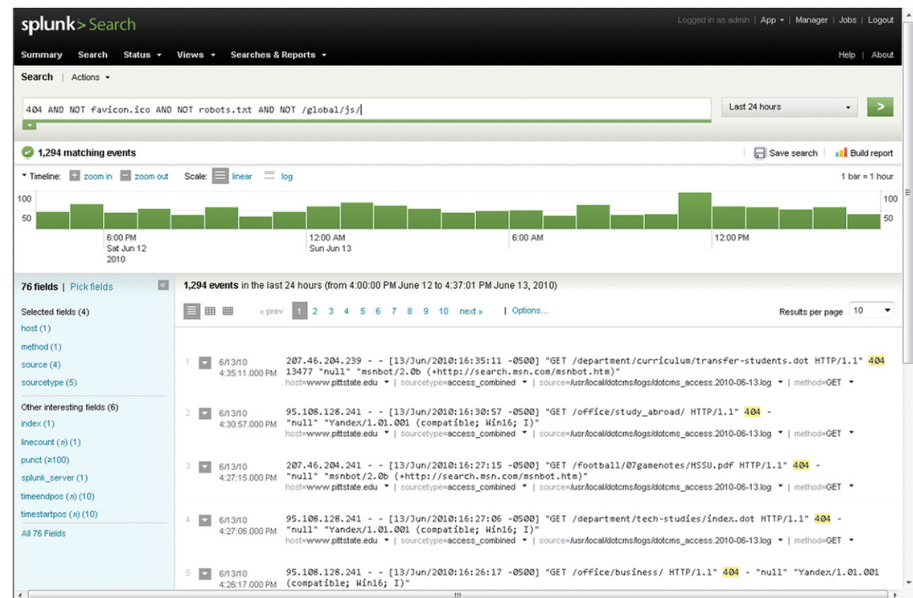 splunk> Search
Logged in as admin | App | Manager | Jobs | Logout
Summary Search Status Views Searches & Reports
Help | About
Search | Actions
404 AND NOT favicon.ico AND NOT robots.txt AND NOT /global/js/
Last 24 hours
>
1,294 matching events
Save search Build report
Timeline: zoom in zoom out Scale: linear log
1 bar = 1 hour
100 100
50 50
6:00 PM 12:00 AM 6:00 AM 12:00 PM
Sat Jun 12 Sun Jun 13
2010
76 fields | Pick fields «
Selected fields (4)
host (1)
method (1)
source (4)
sourcetype (5)
Other interesting fields (6)
index (1)
linecount (n) (1)
punct (≥100)
splunk_server (1)
timeendpos (n) (10)
timestartpos (n) (10)
All 76 Fields
1,294 events in the last 24 hours (from 4:00:00 PM June 12 to 4:37:01 PM June 13, 2010)
« prev 1 2 3 4 5 6 7 8 9 10 next » | Options...
Results per page 10
1 6/13/10 207.46.204.239 - - [13/Jun/2010:16:35:11 -0500] "GET /department/curriculum/transfer-students.dot HTTP/1.1" 404
4:35:11.000 PM 13477 "null" "msnbot/2.0b (+http://search.msn.com/msnbot.htm)"
host=www.pittstate.edu | sourcetype=access_combined | source=/usr/local/dotcms/logs/dotcms_access.2010-06-13.log | method=GET
2 6/13/10 95.108.128.241 - - [13/Jun/2010:16:30:57 -0500] "GET /office/study_abroad/ HTTP/1.1" 404 -
4:30:57.000 PM "null" "Yandex/1.01.001 (compatible; Win16; I)"
host=www.pittstate.edu | sourcetype=access_combined | source=/usr/local/dotcms/logs/dotcms_access.2010-06-13.log | method=GET
3 6/13/10 207.46.204.241 - - [13/Jun/2010:16:27:15 -0500] "GET /football/07gamenotes/MSSU.pdf HTTP/1.1" 404 -
4:27:15.000 PM "null" "msnbot/2.0b (+http://search.msn.com/msnbot.htm)"
host=www.pittstate.edu | sourcetype=access_combined | source=/usr/local/dotcms/logs/dotcms_access.2010-06-13.log | method=GET
4 6/13/10 95.108.128.241 - - [13/Jun/2010:16:27:06 -0500] "GET /department/tech-studies/index.dot HTTP/1.1" 404 -
4:27:06.000 PM "null" "Yandex/1.01.001 (compatible; Win16; I)"
host=www.pittstate.edu | sourcetype=access_combined | source=/usr/local/dotcms/logs/dotcms_access.2010-06-13.log | method=GET
5 6/13/10 95.108.128.241 - - [13/Jun/2010:16:26:17 -0500] "GET /office/business/ HTTP/1.1" 404 - "null" "Yandex/1.01.001
4:26:17.000 PM (compatible; Win16; I)"